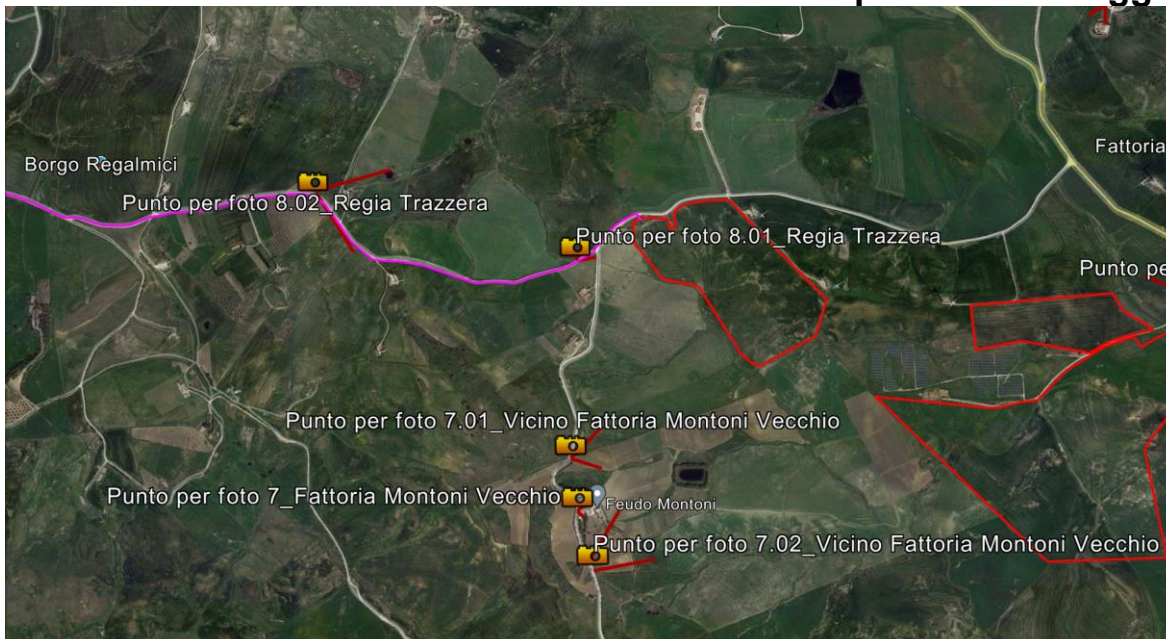 Borgo Regalmici
Fattoria
Punto per foto 8.02_Regia Trazzera
Punto per foto 8.01_Regia Trazzera
Punto pe
Punto per foto 7.01_Vicino Fattoria Montoni Vecchio
Punto per foto 7_Fattoria Montoni Vecchio
Feudo Montoni
Punto per foto 7.02_Vicino Fattoria Montoni Vecchio